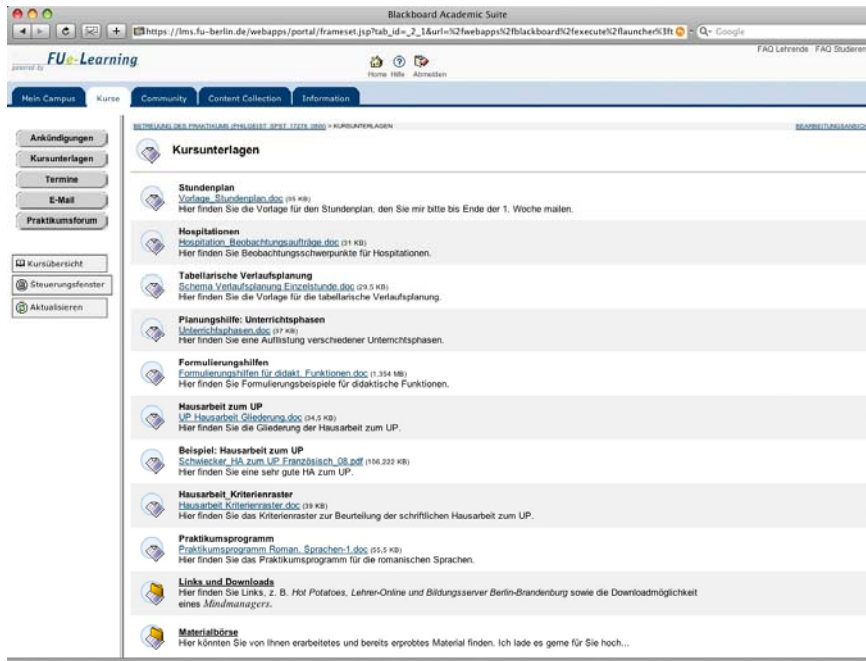 Blackboard Academic Suite
https://lms.fu-berlin.de/webapps/portal/frameset.jsp?tab_id=_2_1&url=%2fwebapps%2fblackboard%2fexecute%2flauncher%3ft
Google
FAQ Lehrende FAQ Studieren
powered by FUe-Learning
Home Hilfe Abmelden
Mein Campus Kurse Community Content Collection Information
> KURSUNTERLAGEN
Kursunterlagen
Ankündigungen
Kursunterlagen
Termine
E-Mail
Praktikumsforum
Kursübersicht
Steuerungsfenster
Aktualisieren
Stundenplan
Vorlage_Stundenplan.doc (35 KB)
Hier finden Sie die Vorlage für den Stundenplan, den Sie mir bitte bis Ende der 1. Woche mailen.
Hospitationen
Hospitation_Beobachtungsaufträge.doc (31 KB)
Hier finden Sie Beobachtungsschwerpunkte für Hospitationen.
Tabellarische Verlaufsplanung
Schema Verlaufsplanung Einzelstunde.doc (29,5 KB)
Hier finden Sie die Vorlage für die tabellarische Verlaufsplanung.
Planungshilfe: Unterrichtsphasen
Unterrichtsphasen.doc (37 KB)
Hier finden Sie eine Auflistung verschiedener Unterrichtsphasen.
Formulierungshilfen
Formulierungshilfen für didakt. Funktionen.doc (1,354 MB)
Hier finden Sie Formulierungsbeispiele für didaktische Funktionen.
Hausarbeit zum UP
UP Hausarbeit Gliederung.doc (34,5 KB)
Hier finden Sie die Gliederung der Hausarbeit zum UP.
Beispiel: Hausarbeit zum UP
Schwiecker_HA zum UP Französisch_08.pdf (106,222 KB)
Hier finden Sie eine sehr gute HA zum UP.
Hausarbeit_Kriterienraster
Hausarbeit Kriterienraster.doc (39 KB)
Hier finden Sie das Kriterienraster zur Beurteilung der schriftlichen Hausarbeit zum UP.
Praktikumsprogramm
Praktikumsprogramm Roman. Sprachen-1.doc (55,5 KB)
Hier finden Sie das Praktikumsprogramm für die romanischen Sprachen.
Links und Downloads
Hier finden Sie Links, z. B. Hot Potatoes, Lehrer-Online und Bildungsserver Berlin-Brandenburg sowie die Downloadmöglichkeit
eines Mindmanagers.
Materialbörse
Hier könnten Sie von Ihnen erarbeitetes und bereits erprobtes Material finden. Ich lade es gerne für Sie hoch...